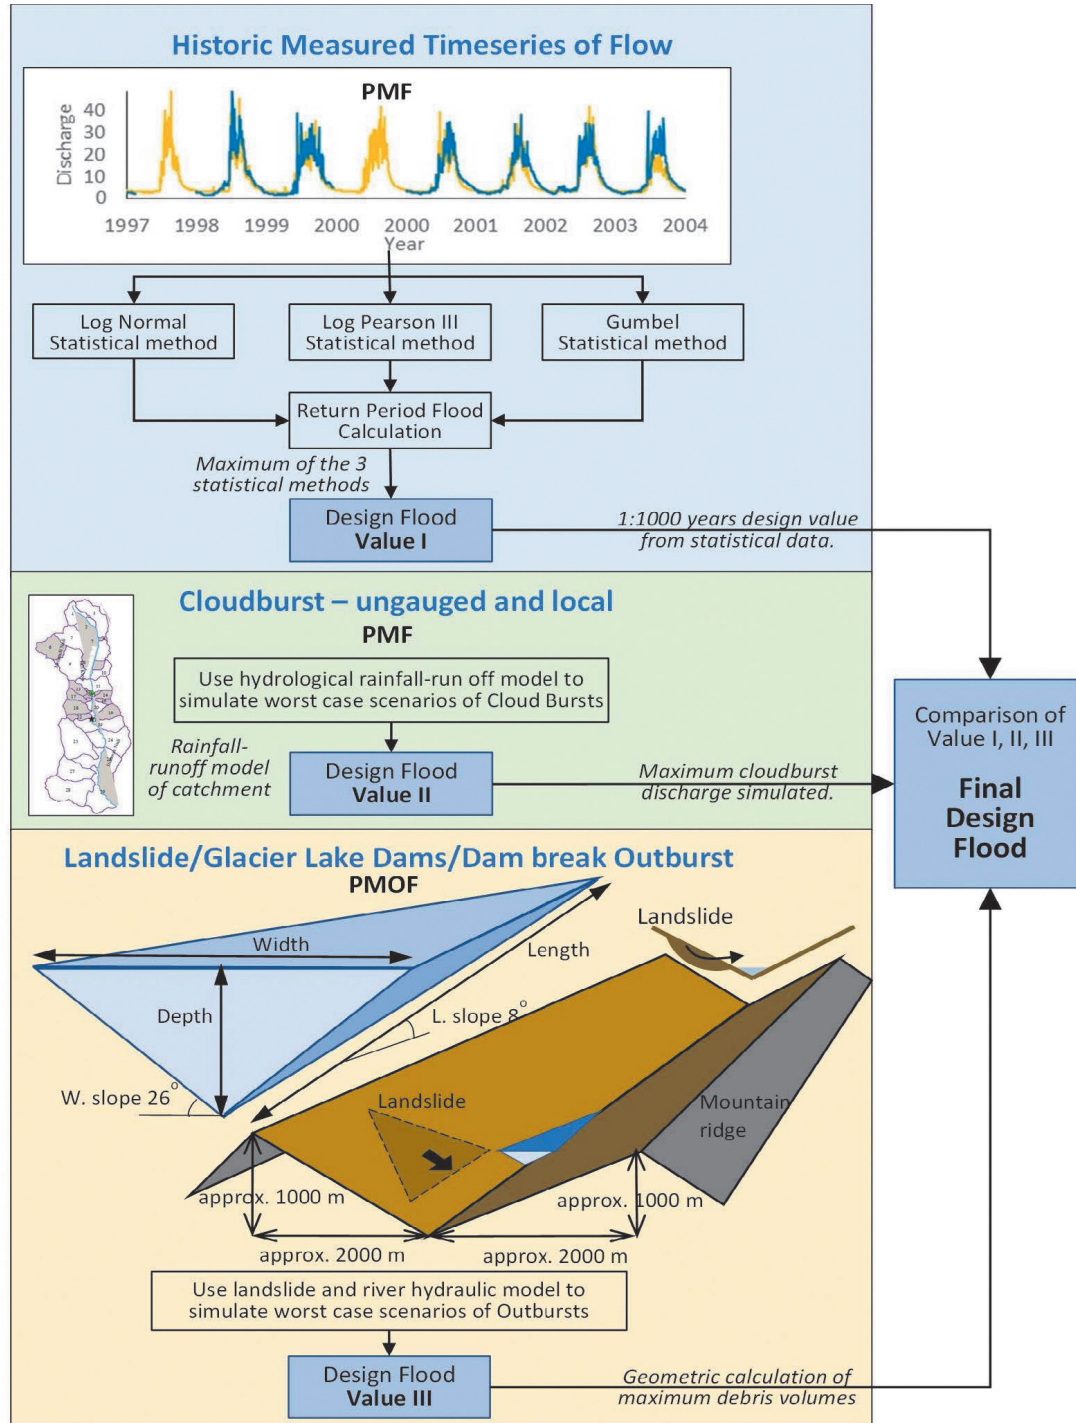 Historic Measured Timeseries of Flow
PMF
Discharge
40
30
20
10
0
1997 1998 1999 2000 2000 2001 2002 2003 2004
Year
Log Normal
Statistical method
Log Pearson III
Statistical method
Gumbel
Statistical method
Return Period Flood
Calculation
Maximum of the 3
statistical methods
Design Flood
Value I
1:1000 years design value
from statistical data.
Cloudburst – ungauged and local
PMF
Use hydrological rainfall-run off model to
simulate worst case scenarios of Cloud Bursts
Rainfall-
runoff model
of catchment
Design Flood
Value II
Maximum cloudburst
discharge simulated.
Comparison of
Value I, II, III
Final
Design
Flood
Landslide/Glacier Lake Dams/Dam break Outburst
PMOF
Width
Length
Depth
L. slope 8°
W. slope 26°
Landslide
Landslide
Mountain
ridge
approx. 1000 m
approx. 1000 m
approx. 2000 m
approx. 2000 m
Use landslide and river hydraulic model to
simulate worst case scenarios of Outbursts
Design Flood
Value III
Geometric calculation of
maximum debris volumes